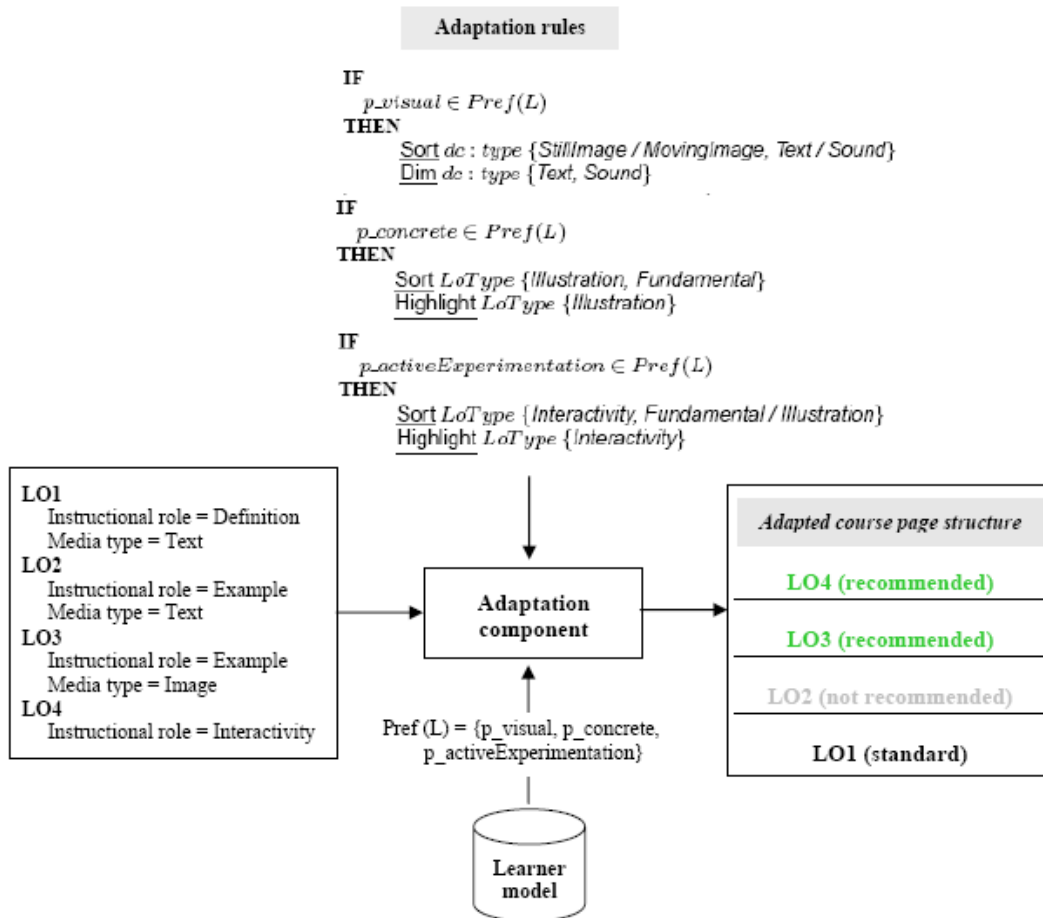 Adaptation rules
IF
p_visual ∈ Pref(L)
THEN
Sort dc : type {StillImage / MovingImage, Text / Sound}
Dim dc : type {Text, Sound}
IF
p_concrete ∈ Pref(L)
THEN
Sort LoType {Illustration, Fundamental}
Highlight LoType {Illustration}
IF
p_activeExperimentation ∈ Pref(L)
THEN
Sort LoType {Interactivity, Fundamental / Illustration}
Highlight LoType {Interactivity}
LO1
Instructional role = Definition
Media type = Text
LO2
Instructional role = Example
Media type = Text
LO3
Instructional role = Example
Media type = Image
LO4
Instructional role = Interactivity
Adaptation
component
Pref (L) = {p_visual, p_concrete,
p_activeExperimentation}
Learner
model
Adapted course page structure
LO4 (recommended)
LO3 (recommended)
LO2 (not recommended)
LO1 (standard)